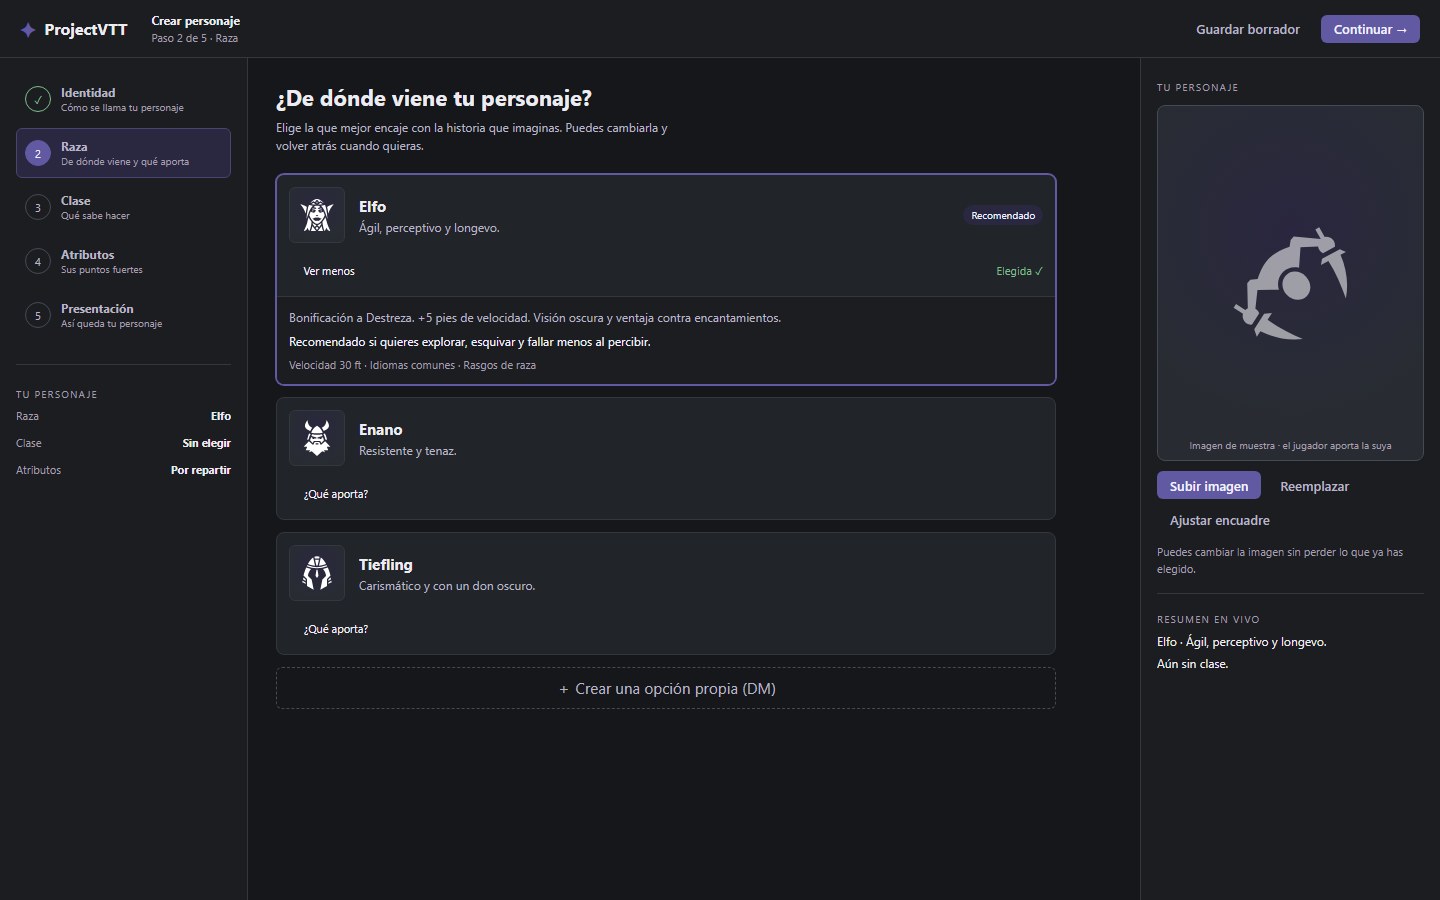 ProjectVTT
Crear personaje
Paso 2 de 5 · Raza
Guardar borrador
Continuar →
✓
Identidad
Cómo se llama tu personaje
2
Raza
De dónde viene y qué aporta
3
Clase
Qué sabe hacer
4
Atributos
Sus puntos fuertes
5
Presentación
Así queda tu personaje
TU PERSONAJE
Raza Elfo
Clase Sin elegir
Atributos Por repartir
¿De dónde viene tu personaje?
Elige la que mejor encaje con la historia que imaginas. Puedes cambiarla y
volver atrás cuando quieras.
Elfo
Ágil, perceptivo y longevo.
Recomendado
Ver menos
Elegida ✓
Bonificación a Destreza. +5 pies de velocidad. Visión oscura y ventaja contra encantamientos.
Recomendado si quieres explorar, esquivar y fallar menos al percibir.
Velocidad 30 ft · Idiomas comunes · Rasgos de raza
Enano
Resistente y tenaz.
¿Qué aporta?
Tiefling
Carismático y con un don oscuro.
¿Qué aporta?
+ Crear una opción propia (DM)
TU PERSONAJE
Imagen de muestra · el jugador aporta la suya
Subir imagen
Reemplazar
Ajustar encuadre
Puedes cambiar la imagen sin perder lo que ya has
elegido.
RESUMEN EN VIVO
Elfo · Ágil, perceptivo y longevo.
Aún sin clase.